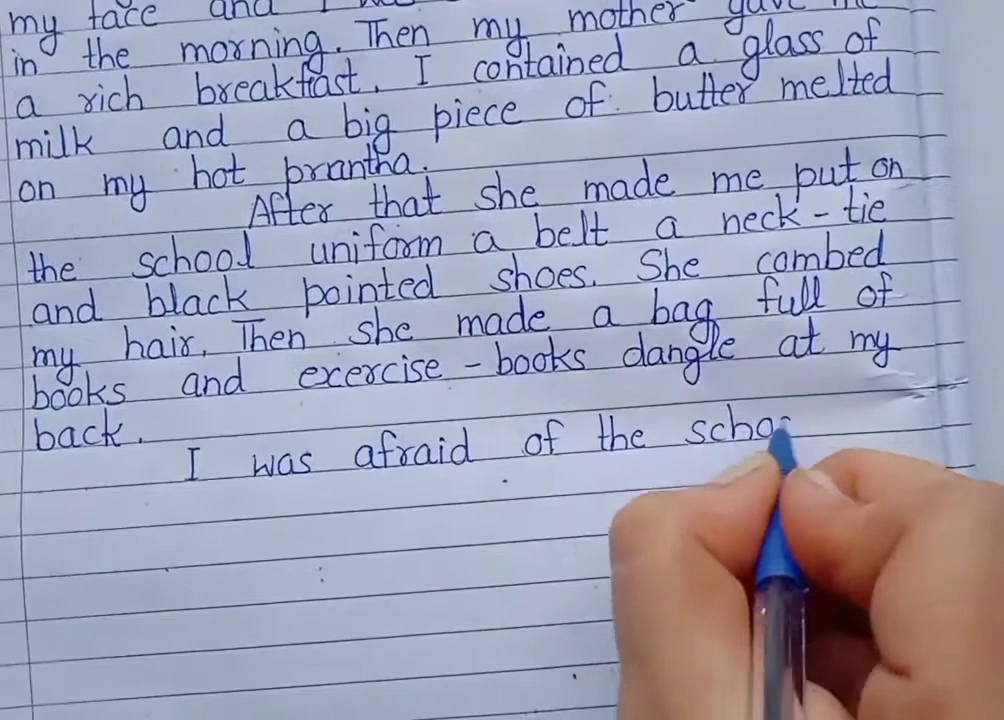 my face and I was
in the morning. Then my mother gave me
a rich breakfast. I contained a glass of
milk and a big piece of butter melted
on my hot prantha.
After that she made me put on
the school uniform a belt a neck-tie
and black pointed shoes. She combed
my hair. Then she made a bag full of
books and exercise-books dangle at my
back.
I was afraid of the schoo